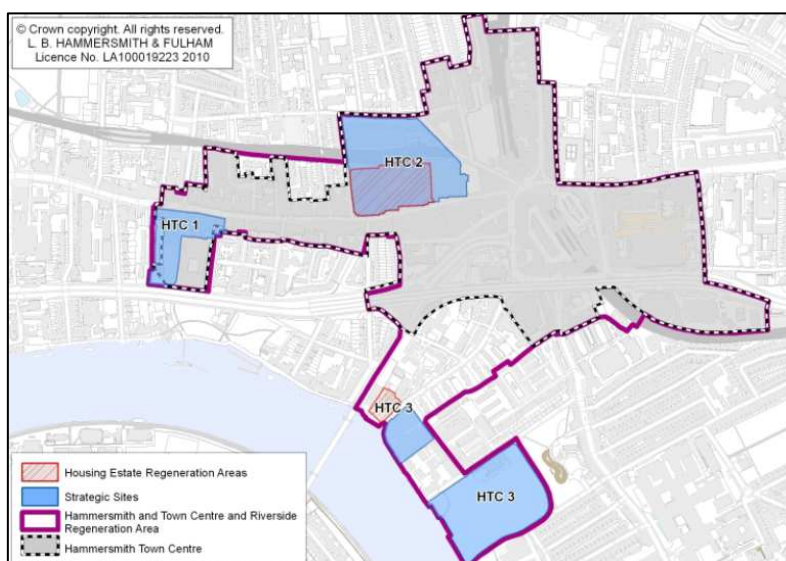 © Crown copyright. All rights reserved.
L. B. HAMMERSMITH & FULHAM
Licence No. LA100019223 2010
HTC 2
HTC 1
HTC 3
HTC 3
Housing Estate Regeneration Areas
Strategic Sites
Hammersmith and Town Centre and Riverside
Regeneration Area
Hammersmith Town Centre